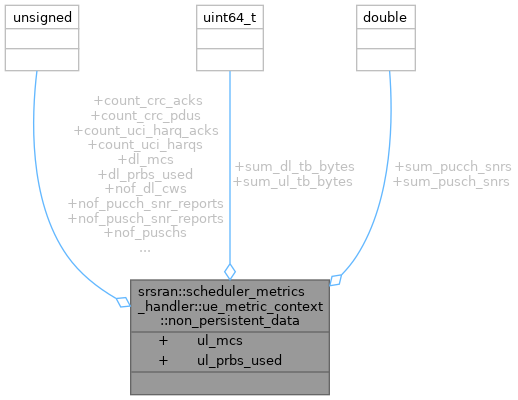 unsigned
uint64_t
double
+count_crc_acks
+count_crc_pdus
+count_uci_harq_acks
+count_uci_harqs
+dl_mcs
+dl_prbs_used
+nof_dl_cws
+nof_pucch_snr_reports
+nof_pusch_snr_reports
+nof_puschs
...
+sum_dl_tb_bytes
+sum_ul_tb_bytes
+sum_pucch_snrs
+sum_pusch_snrs
srsran::scheduler_metrics
_handler::ue_metric_context
::non_persistent_data
+ ul_mcs
+ ul_prbs_used